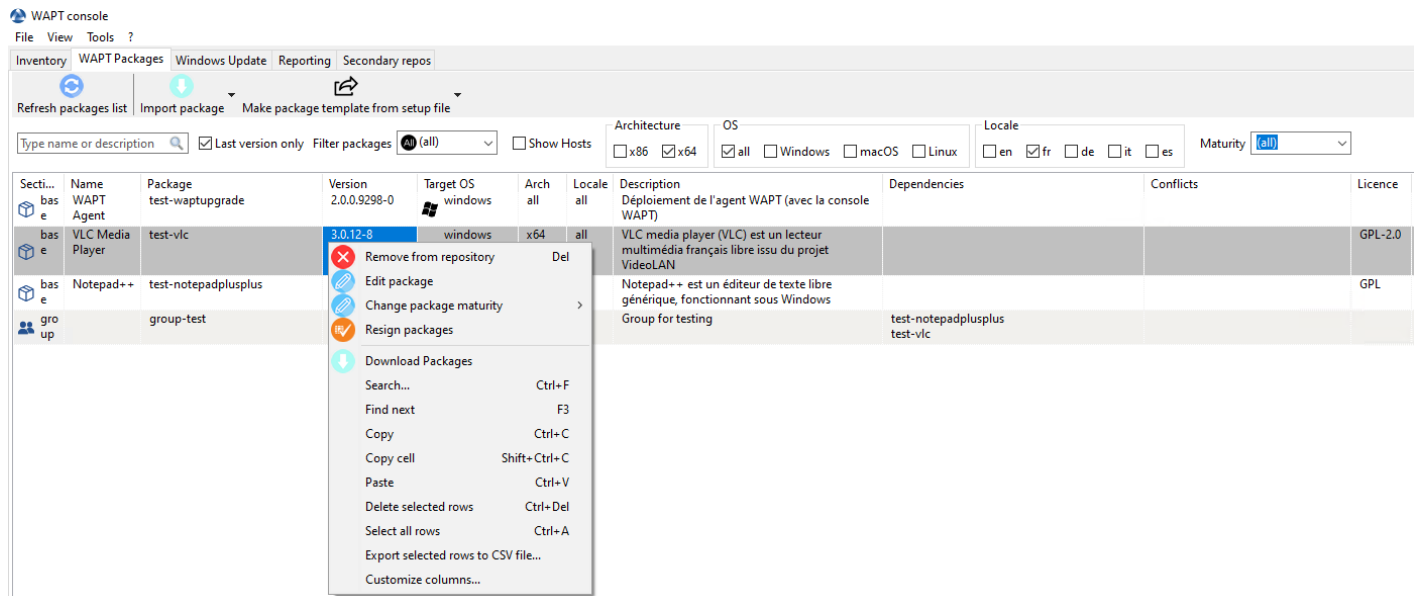 WAPT console
File View Tools ?
Inventory WAPT Packages Windows Update Reporting Secondary repos
Refresh packages list Import package Make package template from setup file
Architecture OS Locale
Type name or description Last version only Filter packages All (all) Show Hosts x86 x64 all Windows macOS Linux en fr de it es Maturity (all)
Secti... Name Package Version Target OS Arch Locale Description Dependencies Conflicts Licence
bas WAPT test-waptupgrade 2.0.0.9298-0 windows all all Déploiement de l'agent WAPT (avec la console
e Agent WAPT)
bas VLC Media test-vlc 3.0.12-8 windows x64 all VLC media player (VLC) est un lecteur GPL-2.0
e Player multimédia français libre issu du projet
VideoLAN
bas Notepad++ test-notepadplusplus Notepad++ est un éditeur de texte libre GPL
e générique, fonctionnant sous Windows
gro group-test Group for testing test-notepadplusplus
up test-vlc
Remove from repository Del
Edit package
Change package maturity
Resign packages
Download Packages
Search... Ctrl+F
Find next F3
Copy Ctrl+C
Copy cell Shift+Ctrl+C
Paste Ctrl+V
Delete selected rows Ctrl+Del
Select all rows Ctrl+A
Export selected rows to CSV file...
Customize columns...